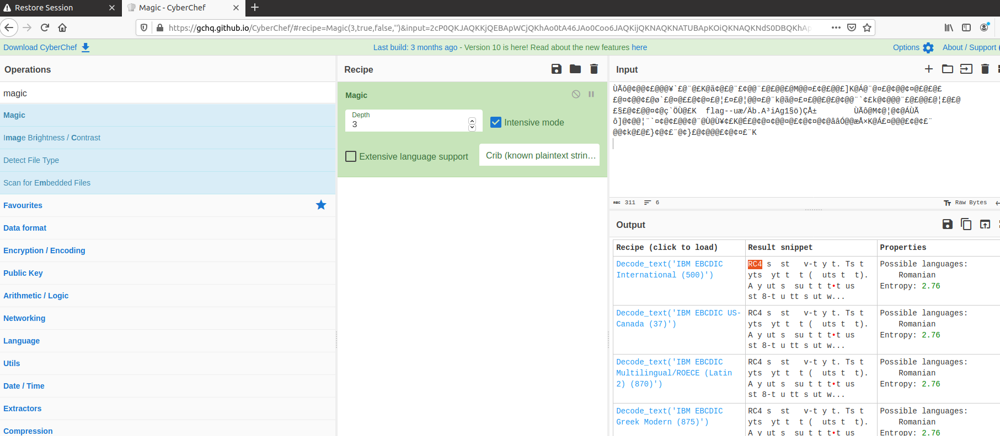 Restore Session
Magic - CyberChef
https://gchq.github.io/CyberChef/#recipe=Magic(3,true,false,'')&input=2cP0QKJAQKKjQEBApWCjQKhAo0tA46JAo0Coo6JAQKijQKNAQKNATUBApKOiQKNAQKNdS0DBQKhAp
Download CyberChef
Last build: 3 months ago - Version 10 is here! Read about the new features here
Options
About / Support
Operations
Recipe
Input
magic
Magic
Image Brightness / Contrast
Detect File Type
Scan for Embedded Files
Favourites
Data format
Encryption / Encoding
Public Key
Arithmetic / Logic
Networking
Language
Utils
Date / Time
Extractors
Compression
Magic
Depth
3
Intensive mode
Extensive language support
Crib (known plaintext strin…
ÙÃô@¢@@¢£@@@¥`£@¨@£K@ã¢@£@¨£¢@@¨£@£@@£@M@@¤£¢@£@@£]K@Á@¨@¤£@¢@@¢¤@£@£@£
£@¤¢@@¢£@ø`£@¤@££@¢@¤£@¦£¤£@¦@@¤£@¨k@ã@¤£¤£@@£@£@¢@@¨`¢£k@¢@@@¨£@£@@£@¦£@£@
£§£@¢£@@¤¢@ç`ÖÙ@£K flag--uæ/Äb.A³iAg1§ö)ÇÅ± ÙÃô@M¢@¦@¢@ÁÙÃ
ô]@¢@@¦¨`¤¢@¢££@@¢@¨@Ù@Ù¥¢£K@É£@¢@¤¢@@¤@£¢@¢¤@¢@ââÓ@@æÅ×K@Á£¤@@@£¢@¢£¨
@@¢k@£@£}¢@¢£¨@¢}£@¢@@@£¢@¢¤£¨K
311
6
Raw Bytes
Output
Recipe (click to load)
Result snippet
Properties
Decode_text('IBM EBCDIC
International (500)')
RC4 s st v-t y t. Ts t
yts yt t t ( uts t t).
A y ut s su t t t•t us
st 8-t u tt s ut w...
Possible languages:
Romanian
Entropy: 2.76
Decode_text('IBM EBCDIC US-
Canada (37)')
RC4 s st v-t y t. Ts t
yts yt t t ( uts t t).
A y ut s su t t t•t us
st 8-t u tt s ut w...
Possible languages:
Romanian
Entropy: 2.76
Decode_text('IBM EBCDIC
Multilingual/ROECE (Latin
2) (870)')
RC4 s st v-t y t. Ts t
yts yt t t ( uts t t).
A y ut s su t t t•t us
st 8-t u tt s ut w...
Possible languages:
Romanian
Entropy: 2.76
Decode_text('IBM EBCDIC
Greek Modern (875)')
RC4 s st v-t y t. Ts t
yts yt t t ( uts t t).
A y ut s su t t t•t us
Possible languages:
Romanian
Entropy: 2.76